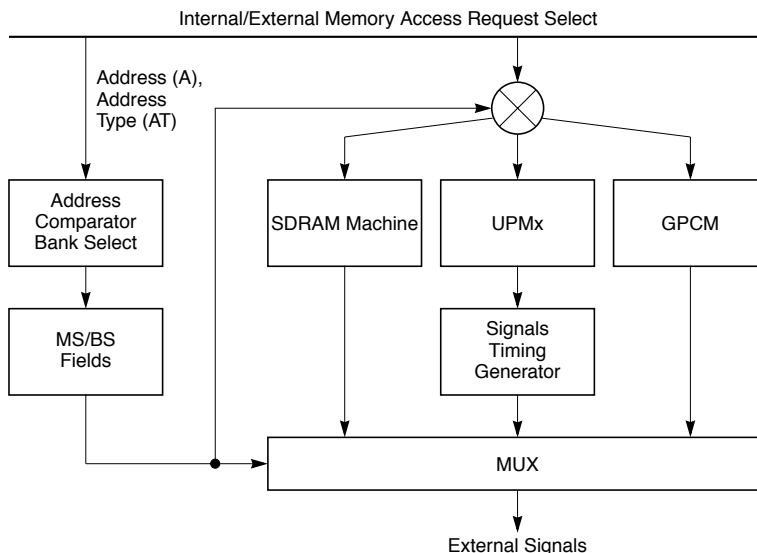 Internal/External Memory Access Request Select
Address (A),
Address
Type (AT)
Address
Comparator
Bank Select
SDRAM Machine
UPMx
GPCM
MS/BS
Fields
Signals
Timing
Generator
MUX
External Signals